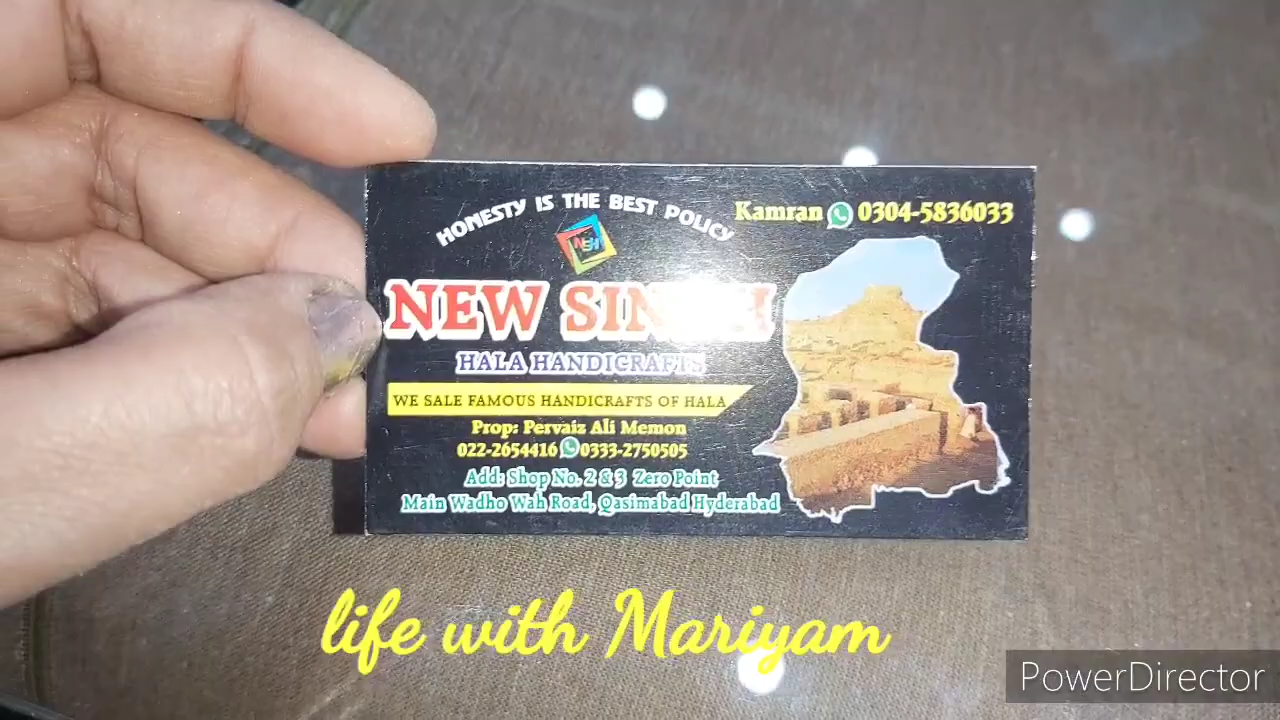 HONESTY IS THE BEST POLICY
Kamran 0304-5836033
NSH
NEW
HALA HANDICRAFTS
WE SALE FAMOUS HANDICRAFTS OF HALA
Prop: Pervaiz Ali Memon
022-2654416 0333-2750505
Add: Shop No. 2 & 3 Zero Point
Main Wadho Wah Road, Qasimabad Hyderabad
life with Mariyam
PowerDirector